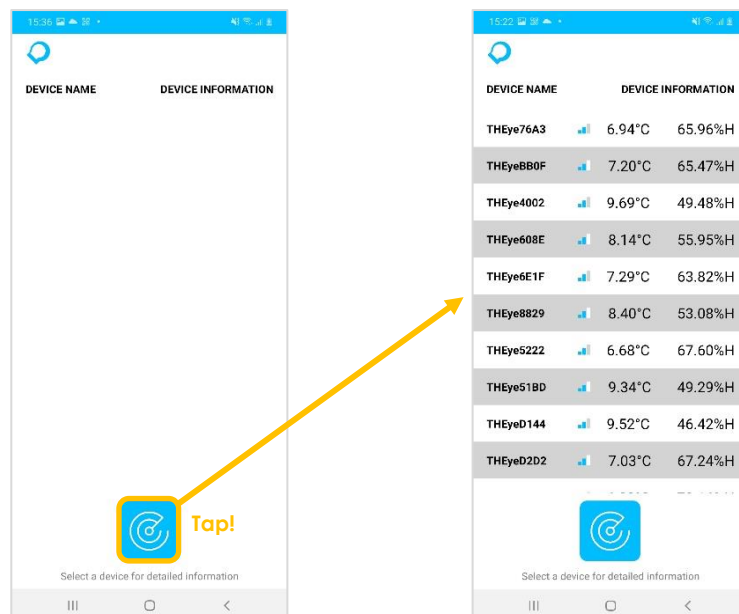 15:36
DEVICE NAME DEVICE INFORMATION
Tap!
Select a device for detailed information
15:22
DEVICE NAME DEVICE INFORMATION
THEye76A3 6.94°C 65.96%H
THEyeBB0F 7.20°C 65.47%H
THEye4002 9.69°C 49.48%H
THEye608E 8.14°C 55.95%H
THEye6E1F 7.29°C 63.82%H
THEye8829 8.40°C 53.08%H
THEye5222 6.68°C 67.60%H
THEye51BD 9.34°C 49.29%H
THEyeD144 9.52°C 46.42%H
THEyeD2D2 7.03°C 67.24%H
Select a device for detailed information